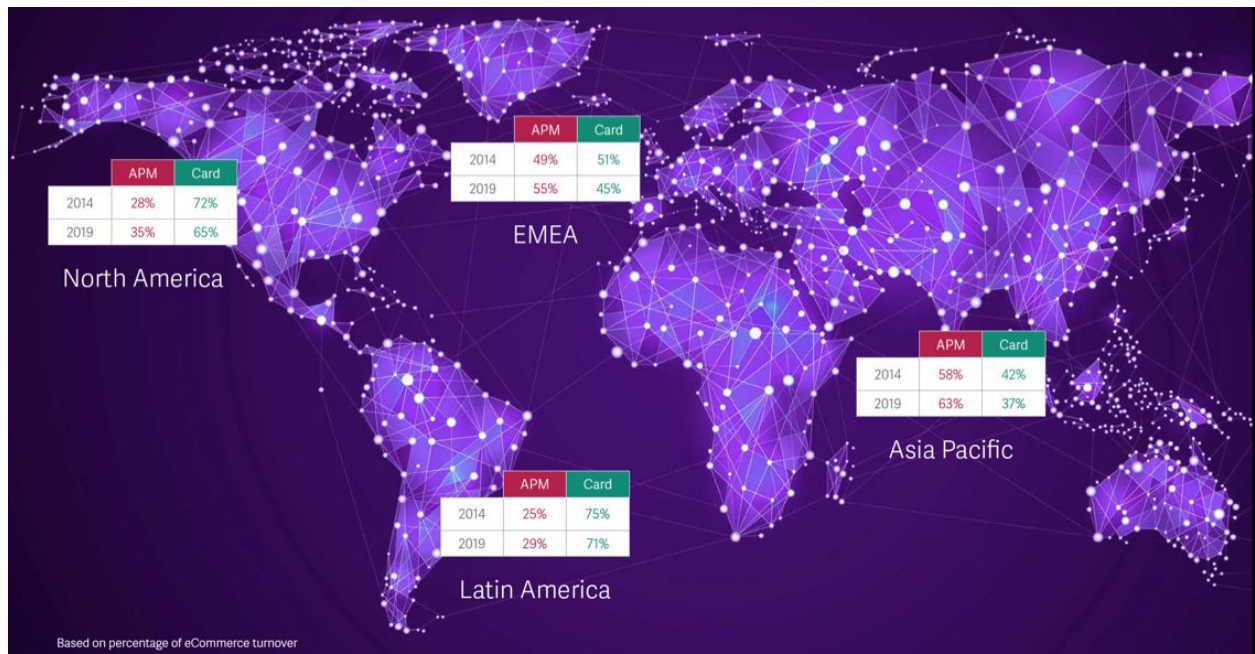 APM Card
2014 28% 72%
2019 35% 65%
North America
APM Card
2014 49% 51%
2019 55% 45%
EMEA
APM Card
2014 58% 42%
2019 63% 37%
Asia Pacific
APM Card
2014 25% 75%
2019 29% 71%
Latin America
Based on percentage of eCommerce turnover